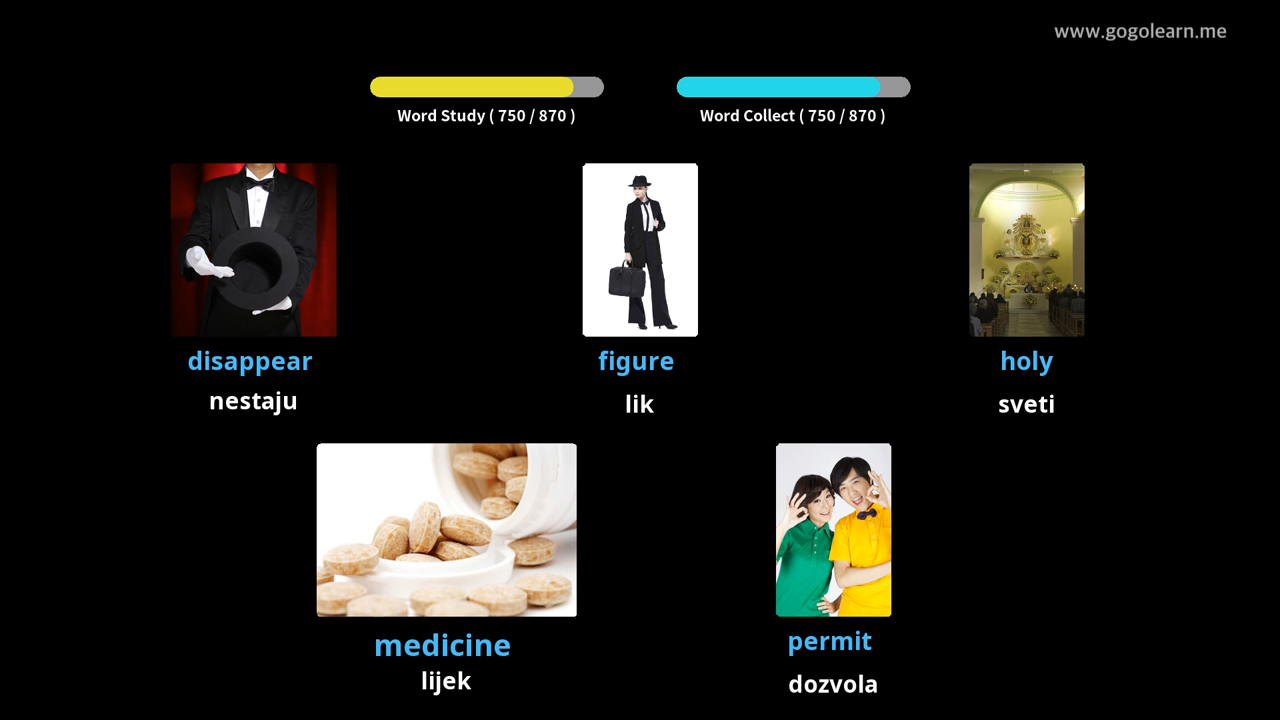 www.gogolearn.me
Word Study ( 750 / 870 )
Word Collect ( 750 / 870 )
disappear
figure
holy
nestaju
lik
sveti
medicine
permit
lijek
dozvola